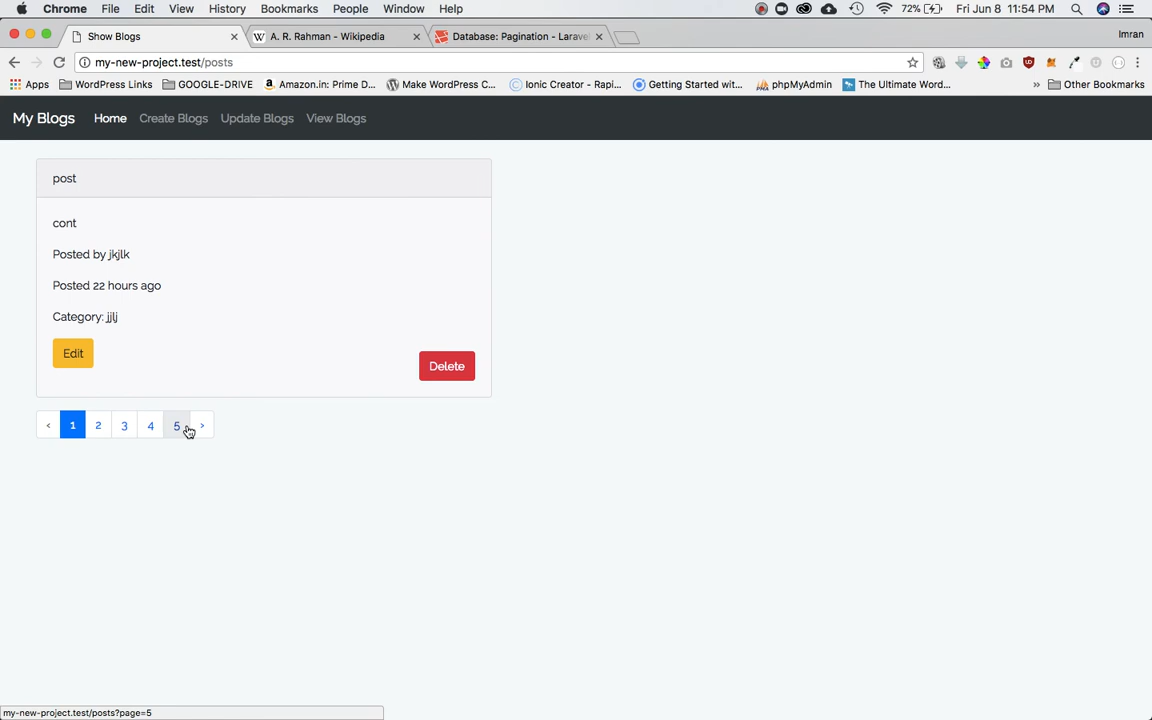 Chrome File Edit View History Bookmarks People Window Help 72% Fri Jun 8 11:54 PM
Show Blogs A. R. Rahman - Wikipedia Database: Pagination - Larave Imran
my-new-project.test/posts
Apps WordPress Links GOOGLE-DRIVE Amazon.in: Prime D... Make WordPress C... Ionic Creator - Rapi... Getting Started wit... phpMyAdmin The Ultimate Wor... » Other Bookmarks
My Blogs Home Create Blogs Update Blogs View Blogs
post
cont
Posted by jkjlk
Posted 22 hours ago
Category: jjlj
Edit
Delete
‹ 1 2 3 4 5 ›
my-new-project.test/posts?page=5